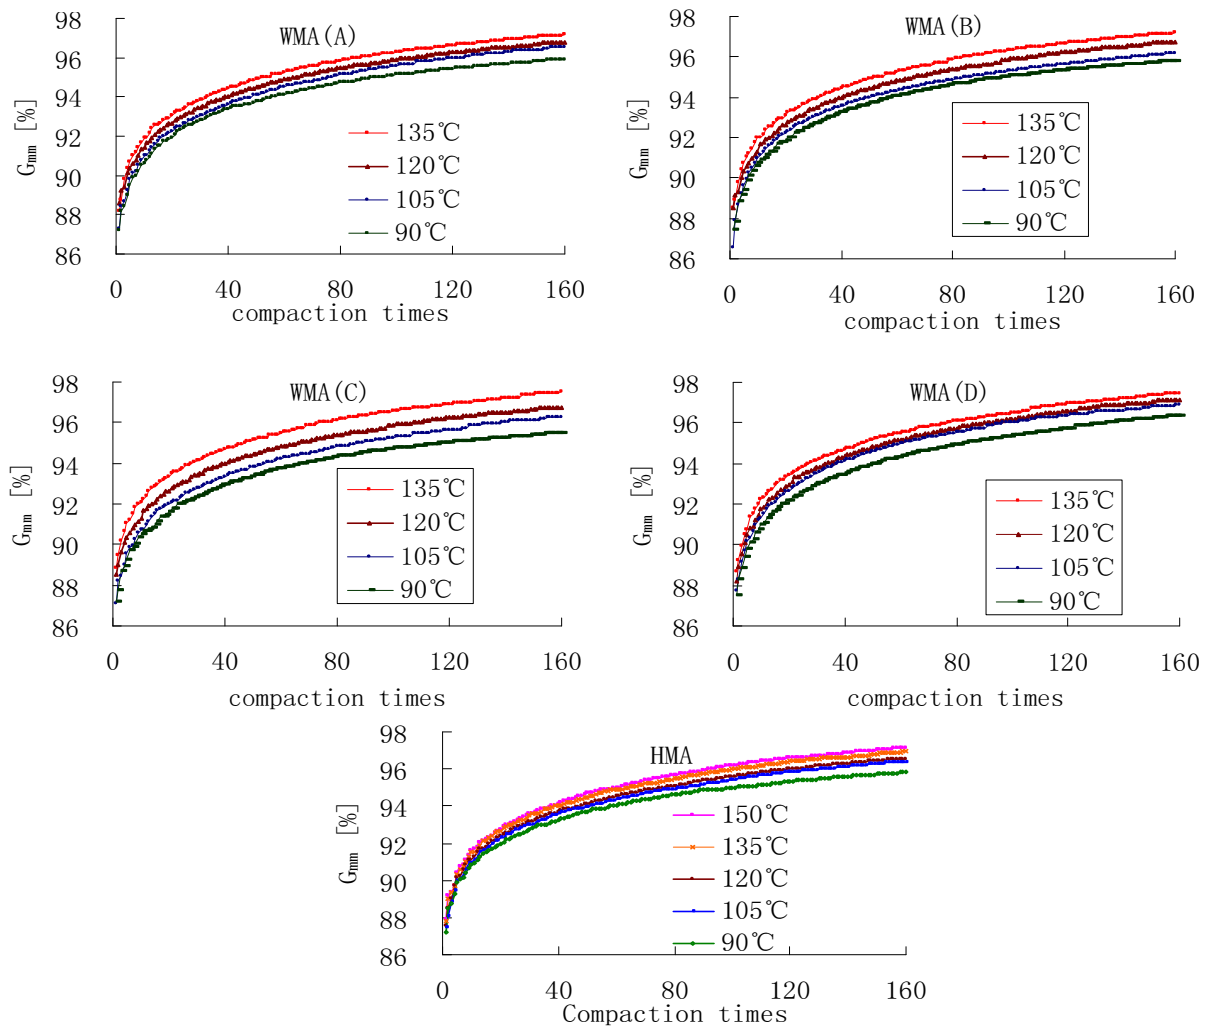 WMA(A)
Gmm [%]
98
96
94
92
90
88
86
135℃
120℃
105℃
90℃
0 40 80 120 160
compaction times
WMA(B)
Gmm [%]
98
96
94
92
90
88
86
135℃
120℃
105℃
90℃
0 40 80 120 160
compaction times
WMA(C)
Gmm [%]
98
96
94
92
90
88
86
135℃
120℃
105℃
90℃
0 40 80 120 160
compaction times
WMA(D)
Gmm [%]
98
96
94
92
90
88
86
135℃
120℃
105℃
90℃
0 40 80 120 160
compaction times
HMA
Gmm [%]
98
96
94
92
90
88
86
150℃
135℃
120℃
105℃
90℃
0 40 80 120 160
Compaction times